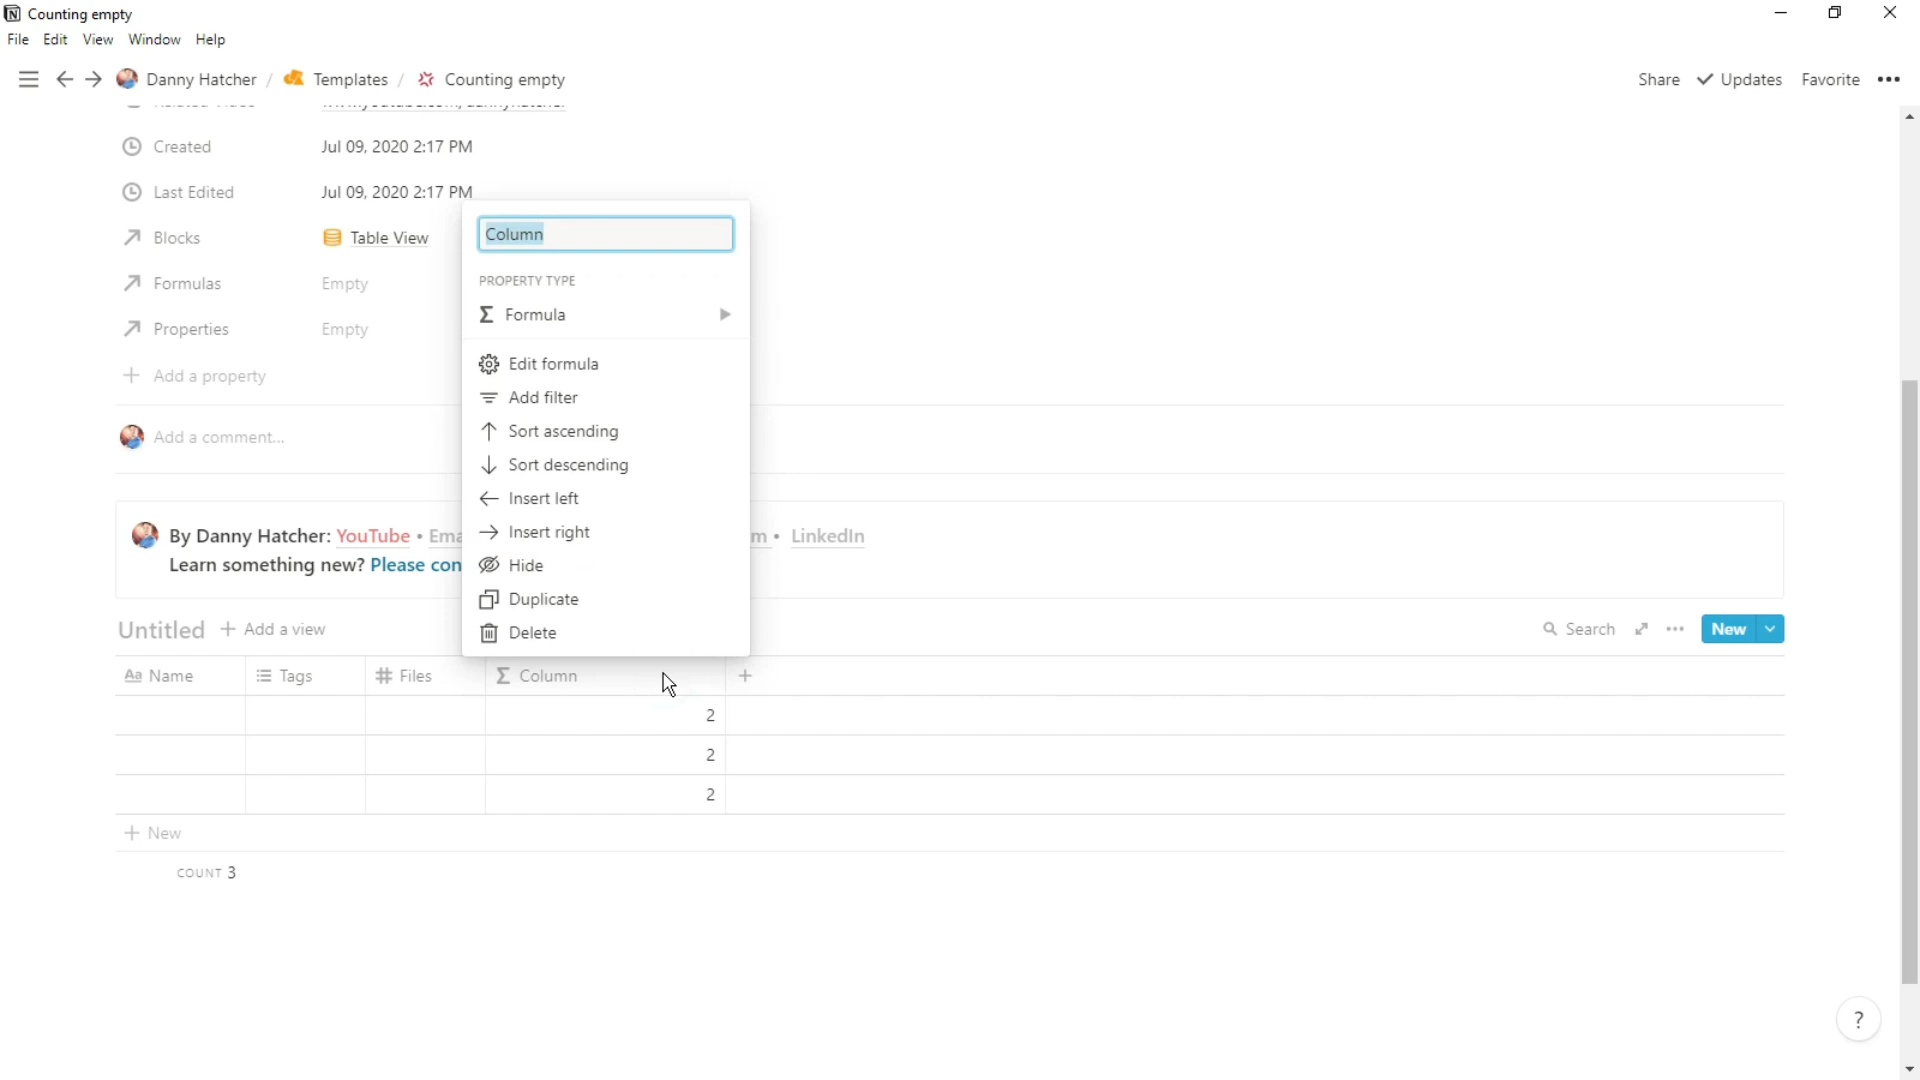 Counting empty
File Edit View Window Help
Danny Hatcher / Templates / Counting empty Share Updates Favorite
Created Jul 09, 2020 2:17 PM
Last Edited Jul 09, 2020 2:17 PM
Blocks Table View
Formulas Empty
Properties Empty
+ Add a property
Add a comment...
Column
PROPERTY TYPE
Formula
Edit formula
Add filter
Sort ascending
Sort descending
Insert left
Insert right
Hide
Duplicate
Delete
By Danny Hatcher: YouTube • Ema m • LinkedIn
Learn something new? Please con
Untitled + Add a view Search New
Aa Name Tags # Files Σ Column +
2
2
2
+ New
COUNT 3
?